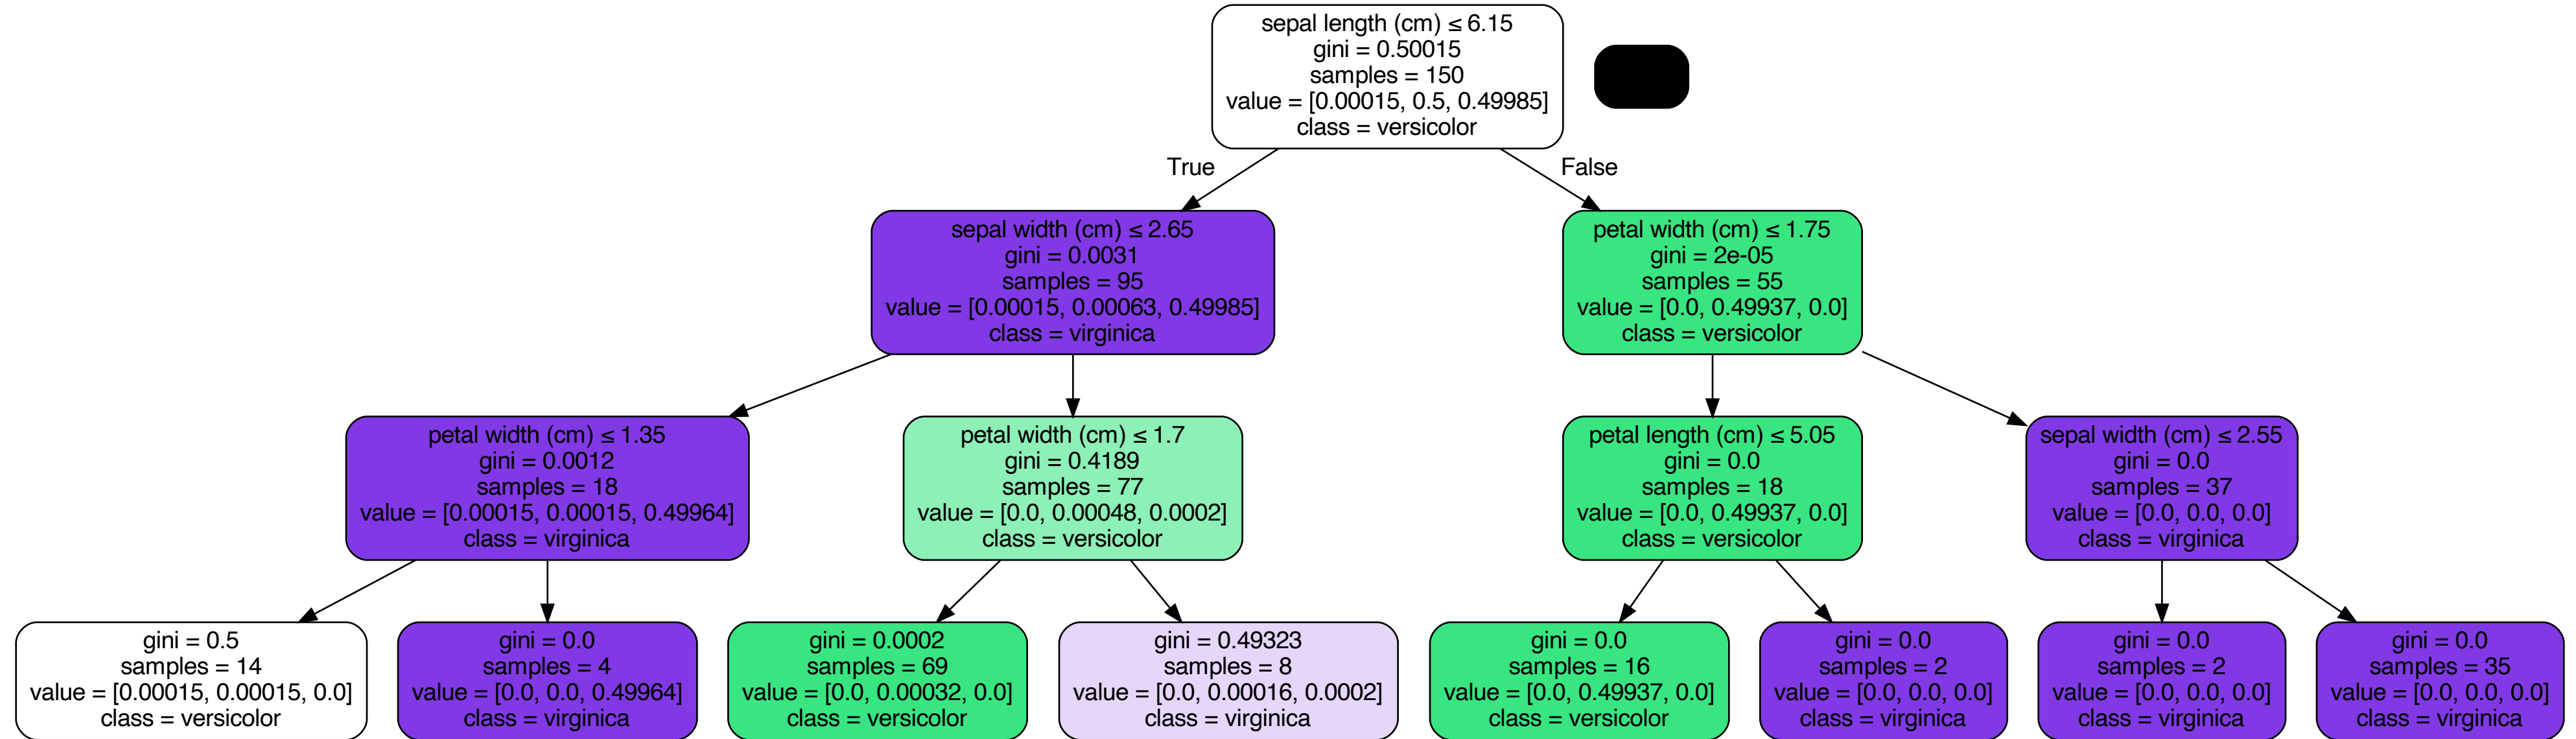 sepal length (cm) ≤ 6.15
gini = 0.50015
samples = 150
value = [0.00015, 0.5, 0.49985]
class = versicolor
True
False
sepal width (cm) ≤ 2.65
gini = 0.0031
samples = 95
value = [0.00015, 0.00063, 0.49985]
class = virginica
petal width (cm) ≤ 1.75
gini = 2e-05
samples = 55
value = [0.0, 0.49937, 0.0]
class = versicolor
petal width (cm) ≤ 1.35
gini = 0.0012
samples = 18
value = [0.00015, 0.00015, 0.49964]
class = virginica
petal width (cm) ≤ 1.7
gini = 0.4189
samples = 77
value = [0.0, 0.00048, 0.0002]
class = versicolor
petal length (cm) ≤ 5.05
gini = 0.0
samples = 18
value = [0.0, 0.49937, 0.0]
class = versicolor
sepal width (cm) ≤ 2.55
gini = 0.0
samples = 37
value = [0.0, 0.0, 0.0]
class = virginica
gini = 0.5
samples = 14
value = [0.00015, 0.00015, 0.0]
class = versicolor
gini = 0.0
samples = 4
value = [0.0, 0.0, 0.49964]
class = virginica
gini = 0.0002
samples = 69
value = [0.0, 0.00032, 0.0]
class = versicolor
gini = 0.49323
samples = 8
value = [0.0, 0.00016, 0.0002]
class = virginica
gini = 0.0
samples = 16
value = [0.0, 0.49937, 0.0]
class = versicolor
gini = 0.0
samples = 2
value = [0.0, 0.0, 0.0]
class = virginica
gini = 0.0
samples = 2
value = [0.0, 0.0, 0.0]
class = virginica
gini = 0.0
samples = 35
value = [0.0, 0.0, 0.0]
class = virginica